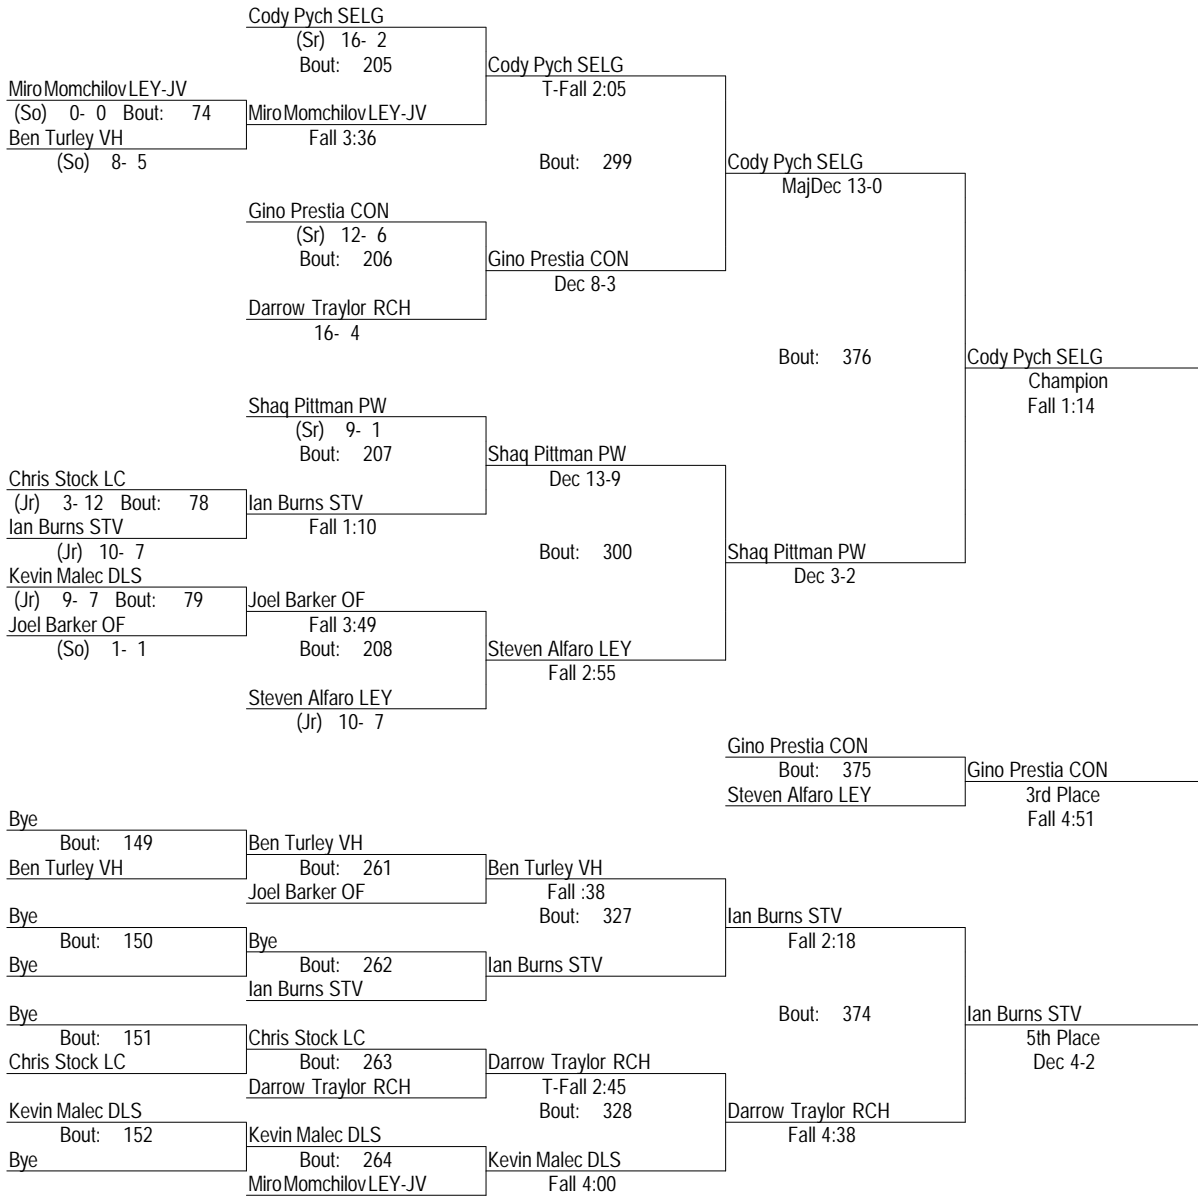 Cody Pych SELG
(Sr) 16- 2
Bout: 205
Cody Pych SELG
T-Fall 2:05
Miro Momchilov LEY-JV
(So) 0- 0 Bout: 74
Miro Momchilov LEY-JV
Ben Turley VH
Fall 3:36
(So) 8- 5
Bout: 299
Cody Pych SELG
MajDec 13-0
Gino Prestia CON
(Sr) 12- 6
Bout: 206
Gino Prestia CON
Dec 8-3
Darrow Traylor RCH
16- 4
Bout: 376
Cody Pych SELG
Champion
Fall 1:14
Shaq Pittman PW
(Sr) 9- 1
Bout: 207
Shaq Pittman PW
Dec 13-9
Chris Stock LC
(Jr) 3- 12 Bout: 78
Ian Burns STV
Ian Burns STV
Fall 1:10
(Jr) 10- 7
Bout: 300
Shaq Pittman PW
Dec 3-2
Kevin Malec DLS
(Jr) 9- 7 Bout: 79
Joel Barker OF
Joel Barker OF
Fall 3:49
(So) 1- 1
Bout: 208
Steven Alfaro LEY
Fall 2:55
Steven Alfaro LEY
(Jr) 10- 7
Gino Prestia CON
Bout: 375
Gino Prestia CON
Steven Alfaro LEY
3rd Place
Fall 4:51
Bye
Bout: 149
Ben Turley VH
Ben Turley VH
Bout: 261
Ben Turley VH
Joel Barker OF
Fall :38
Bye
Bout: 327
Ian Burns STV
Bout: 150
Bye
Fall 2:18
Bye
Bout: 262
Ian Burns STV
Ian Burns STV
Bye
Bout: 374
Ian Burns STV
Bout: 151
Chris Stock LC
5th Place
Chris Stock LC
Bout: 263
Darrow Traylor RCH
Dec 4-2
Darrow Traylor RCH
T-Fall 2:45
Kevin Malec DLS
Bout: 328
Darrow Traylor RCH
Bout: 152
Kevin Malec DLS
Fall 4:38
Bye
Bout: 264
Kevin Malec DLS
Miro Momchilov LEY-JV
Fall 4:00